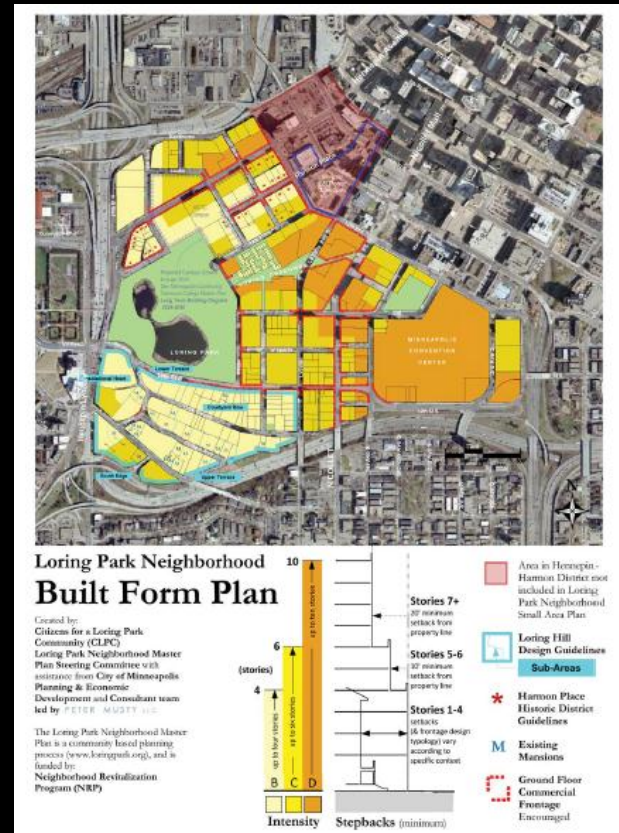 LORING PARK
MINNEAPOLIS
CONVENTION
CENTER
Lower Terrace
Upper Terrace
Loring Park Neighborhood
Built Form Plan
Created by:
Citizens for a Loring Park
Community (CLPC)
Loring Park Neighborhood Master
Plan Steering Committee with
assistance from City of Minneapolis
Planning & Economic
Development and Consultant team
led by PETER MUSTY LLC
The Loring Park Neighborhood Master
Plan is a community based planning
process (www.loringpark.org), and is
funded by:
Neighborhood Revitalization
Program (NRP)
10
6
(stories)
4
up to four stories
up to six stories
up to ten stories
B C D
Intensity
Stories 7+
20' minimum
setback from
property line
Stories 5-6
10' minimum
setback from
property line
Stories 1-4
setbacks
(& frontage design
typology) vary
according to
specific context
Stepbacks (minimum)
Area in Hennepin-
Harmon District not
included in Loring
Park Neighborhood
Small Area Plan
Loring Hill
Design Guidelines
Sub-Areas
Harmon Place
Historic District
Guidelines
M
Existing
Mansions
Ground Floor
Commercial
Frontage
Encouraged